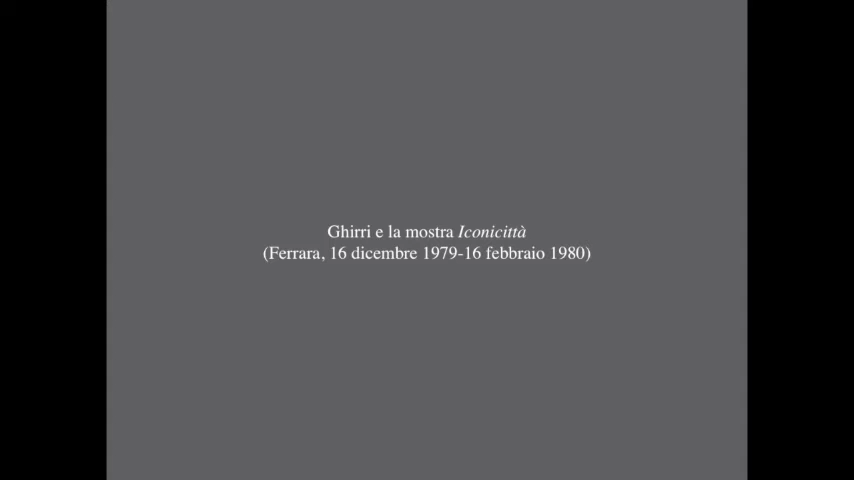 Ghirri e la mostra Iconicittà
(Ferrara, 16 dicembre 1979-16 febbraio 1980)